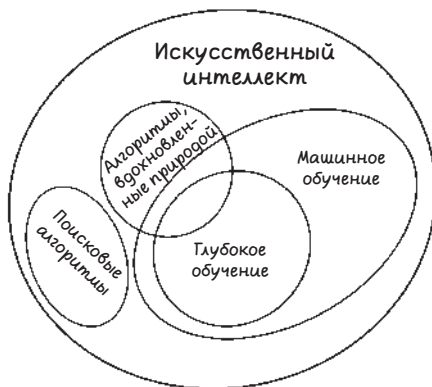 Искусственный
интеллект
Алгоритмы,
вдохновлен-
ные природой
Машинное
обучение
Поисковые
алгоритмы
Глубокое
обучение